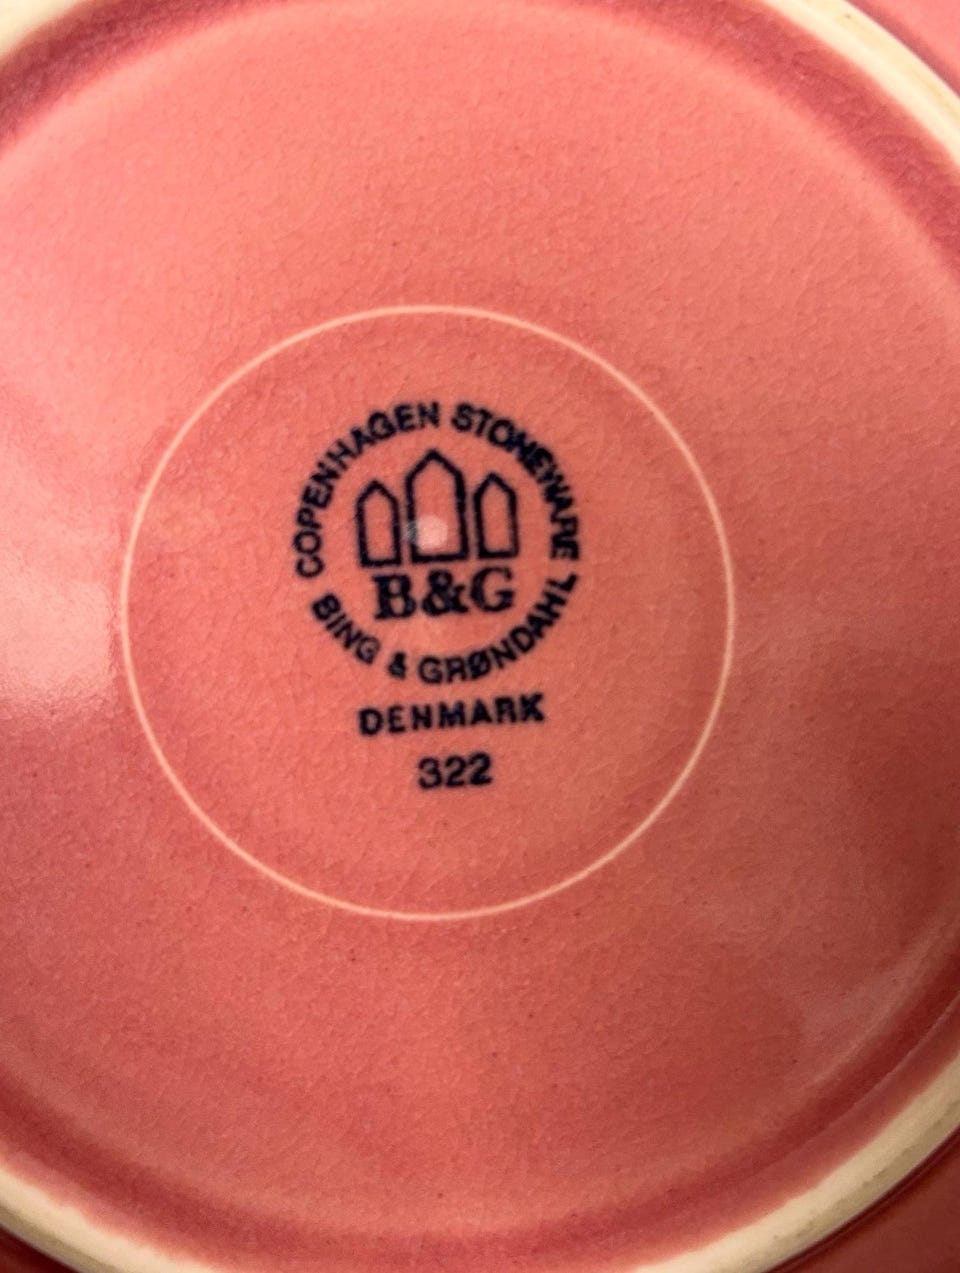 COPENHAGEN STONEWARE
B&G
BING & GRØNDAHL
DENMARK
322